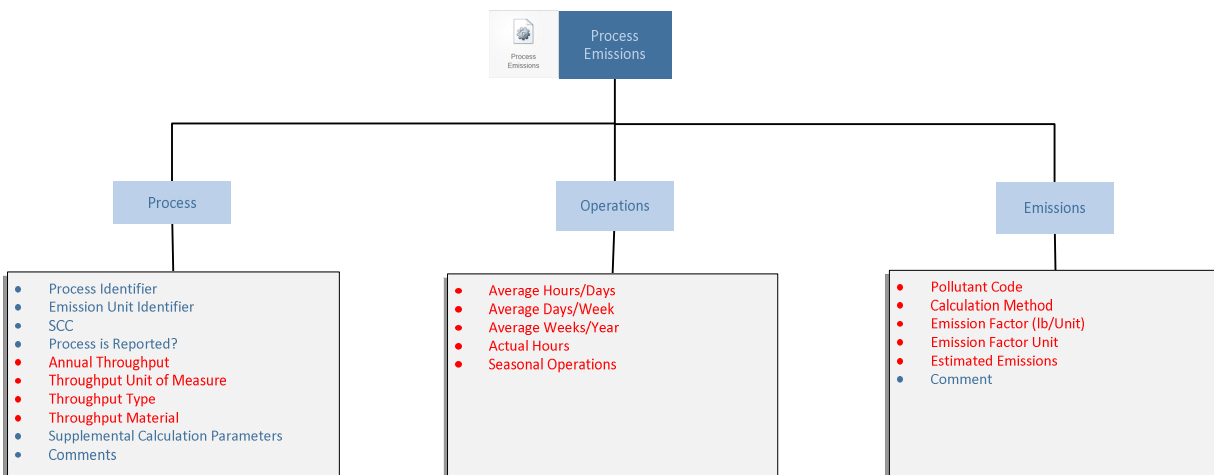 Process
Emissions
Process
Emissions
Process
Operations
Emissions
• Process Identifier
• Emission Unit Identifier
• SCC
• Process is Reported?
• Annual Throughput
• Throughput Unit of Measure
• Throughput Type
• Throughput Material
• Supplemental Calculation Parameters
• Comments
• Average Hours/Days
• Average Days/Week
• Average Weeks/Year
• Actual Hours
• Seasonal Operations
• Pollutant Code
• Calculation Method
• Emission Factor (lb/Unit)
• Emission Factor Unit
• Estimated Emissions
• Comment